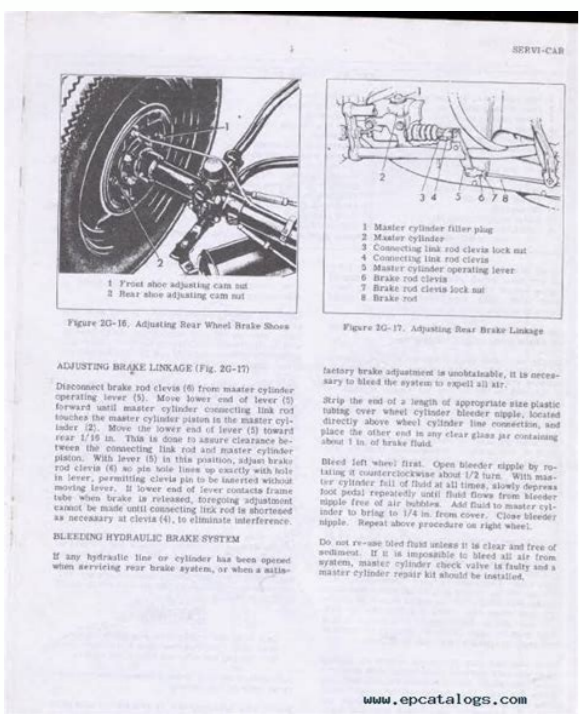 SERVI-CAR
1
2
1 Front shoe adjusting cam nut
2 Rear shoe adjusting cam nut
Figure 2G-16. Adjusting Rear Wheel Brake Shoes
2
3 4 5 6 7 8
1 Master cylinder filler plug
2 Master cylinder
3 Connecting link rod clevis lock nut
4 Connecting link rod clevis
5 Master cylinder operating lever
6 Brake rod clevis
7 Brake rod clevis lock nut
8 Brake rod
Figure 2G-17. Adjusting Rear Brake Linkage
ADJUSTING BRAKE LINKAGE (Fig. 2G-17)
Disconnect brake rod clevis (6) from master cylinder
operating lever (5). Move lower end of lever (5)
forward until master cylinder connecting link rod
touches the master cylinder piston in the master cyl-
inder (2). Move the lower end of lever (5) toward
rear 1/16 in. This is done to assure clearance be-
tween the connecting link rod and master cylinder
piston. With lever (5) in this position, adjust brake
rod clevis (6) so pin hole lines up exactly with hole
in lever, permitting clevis pin to be inserted without
moving lever. If lower end of lever contacts frame
tube when brake is released, foregoing adjustment
cannot be made until connecting link rod is shortened
as necessary at clevis (4), to eliminate interference.
BLEEDING HYDRAULIC BRAKE SYSTEM
If any hydraulic line or cylinder has been opened
when servicing rear brake system, or when a satis-
factory brake adjustment is unobtainable, it is neces-
sary to bleed the system to expell all air.
Strip the end of a length of appropriate size plastic
tubing over wheel cylinder bleeder nipple, located
directly above wheel cylinder line connection, and
place the other end in any clear glass jar containing
about 1 in. of brake fluid.
Bleed left wheel first. Open bleeder nipple by ro-
tating it counterclockwise about 1/2 turn. With mas-
ter cylinder full of fluid at all times, slowly depress
foot pedal repeatedly until fluid flows from bleeder
nipple free of air bubbles. Add fluid to master cyl-
inder to bring to 1/4 in. from cover. Close bleeder
nipple. Repeat above procedure on right wheel.
Do not re-use bled fluid unless it is clear and free of
sediment. If it is impossible to bleed all air from
system, master cylinder check valve is faulty and a
master cylinder repair kit should be installed.
www.epcatalogs.com